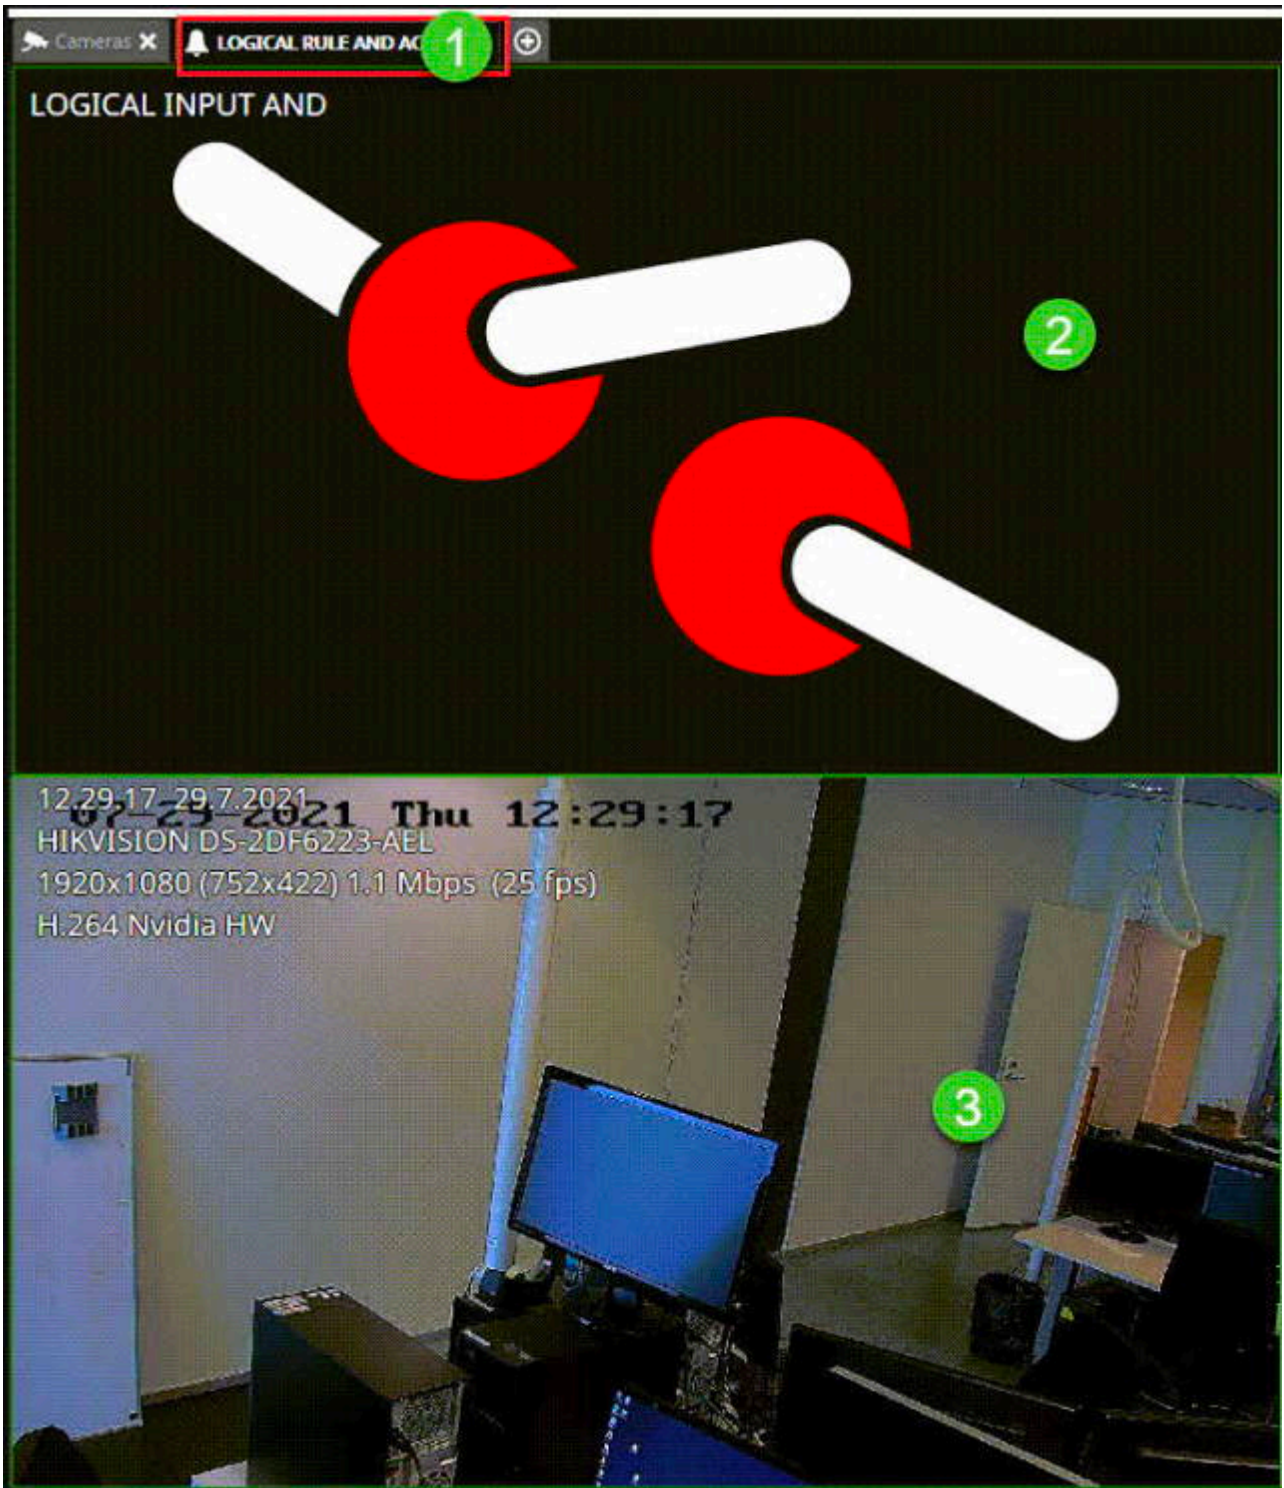 Cameras
LOGICAL RULE AND AC
1
LOGICAL INPUT AND
2
12.29.17 29.7.2021
07-29-2021 Thu 12:29:17
HIKVISION DS-2DF6223-AEL
1920x1080 (752x422) 1.1 Mbps (25 fps)
H.264 Nvidia HW
3